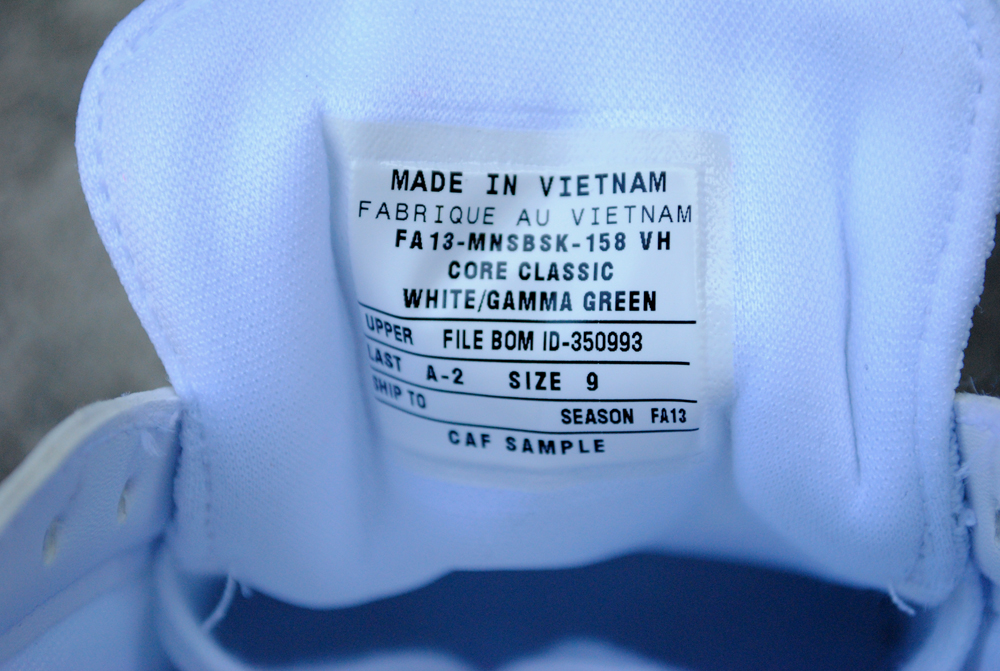 MADE IN VIETNAM
FABRIQUE AU VIETNAM
FA13-MNSBSK-158 VH
CORE CLASSIC
WHITE/GAMMA GREEN
UPPER FILE BOM ID-350993
LAST A-2 SIZE 9
SHIP TO SEASON FA13
CAF SAMPLE